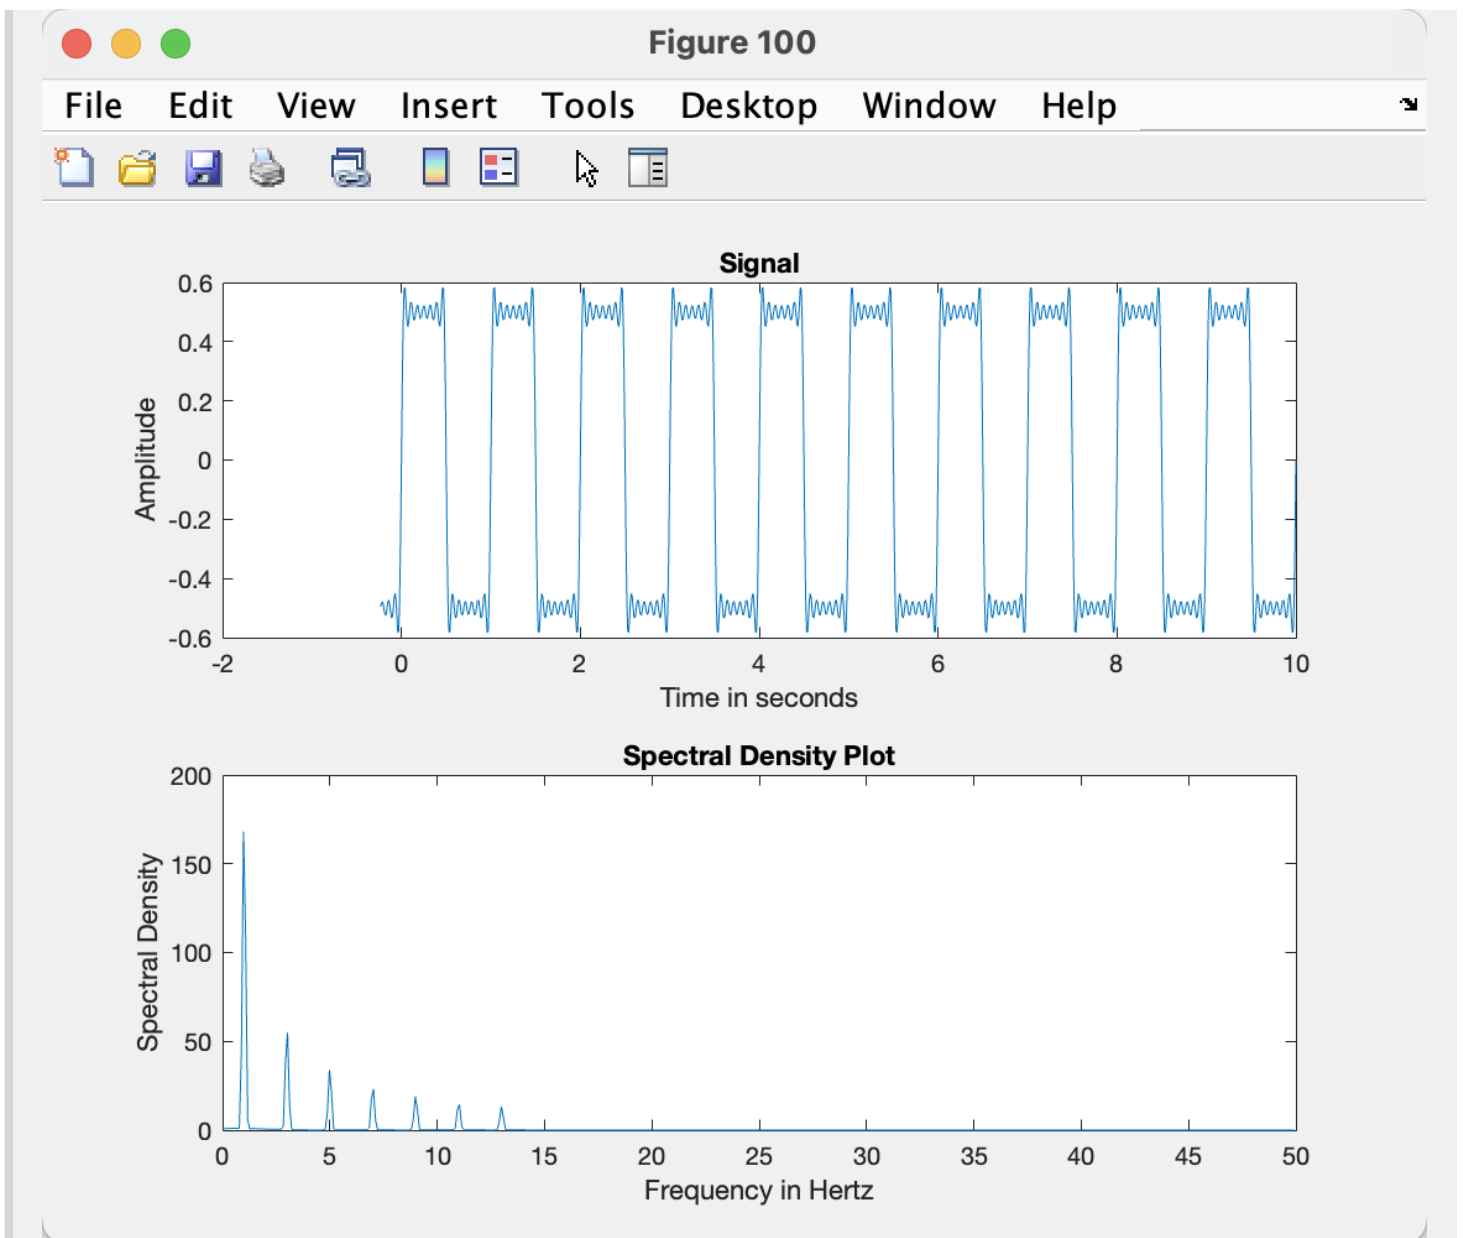 Figure 100
File Edit View Insert Tools Desktop Window Help
Signal
0.6
0.4
0.2
0
-0.2
-0.4
-0.6
Amplitude
-2 0 2 4 6 8 10
Time in seconds
Spectral Density Plot
200
150
100
50
0
Spectral Density
0 5 10 15 20 25 30 35 40 45 50
Frequency in Hertz